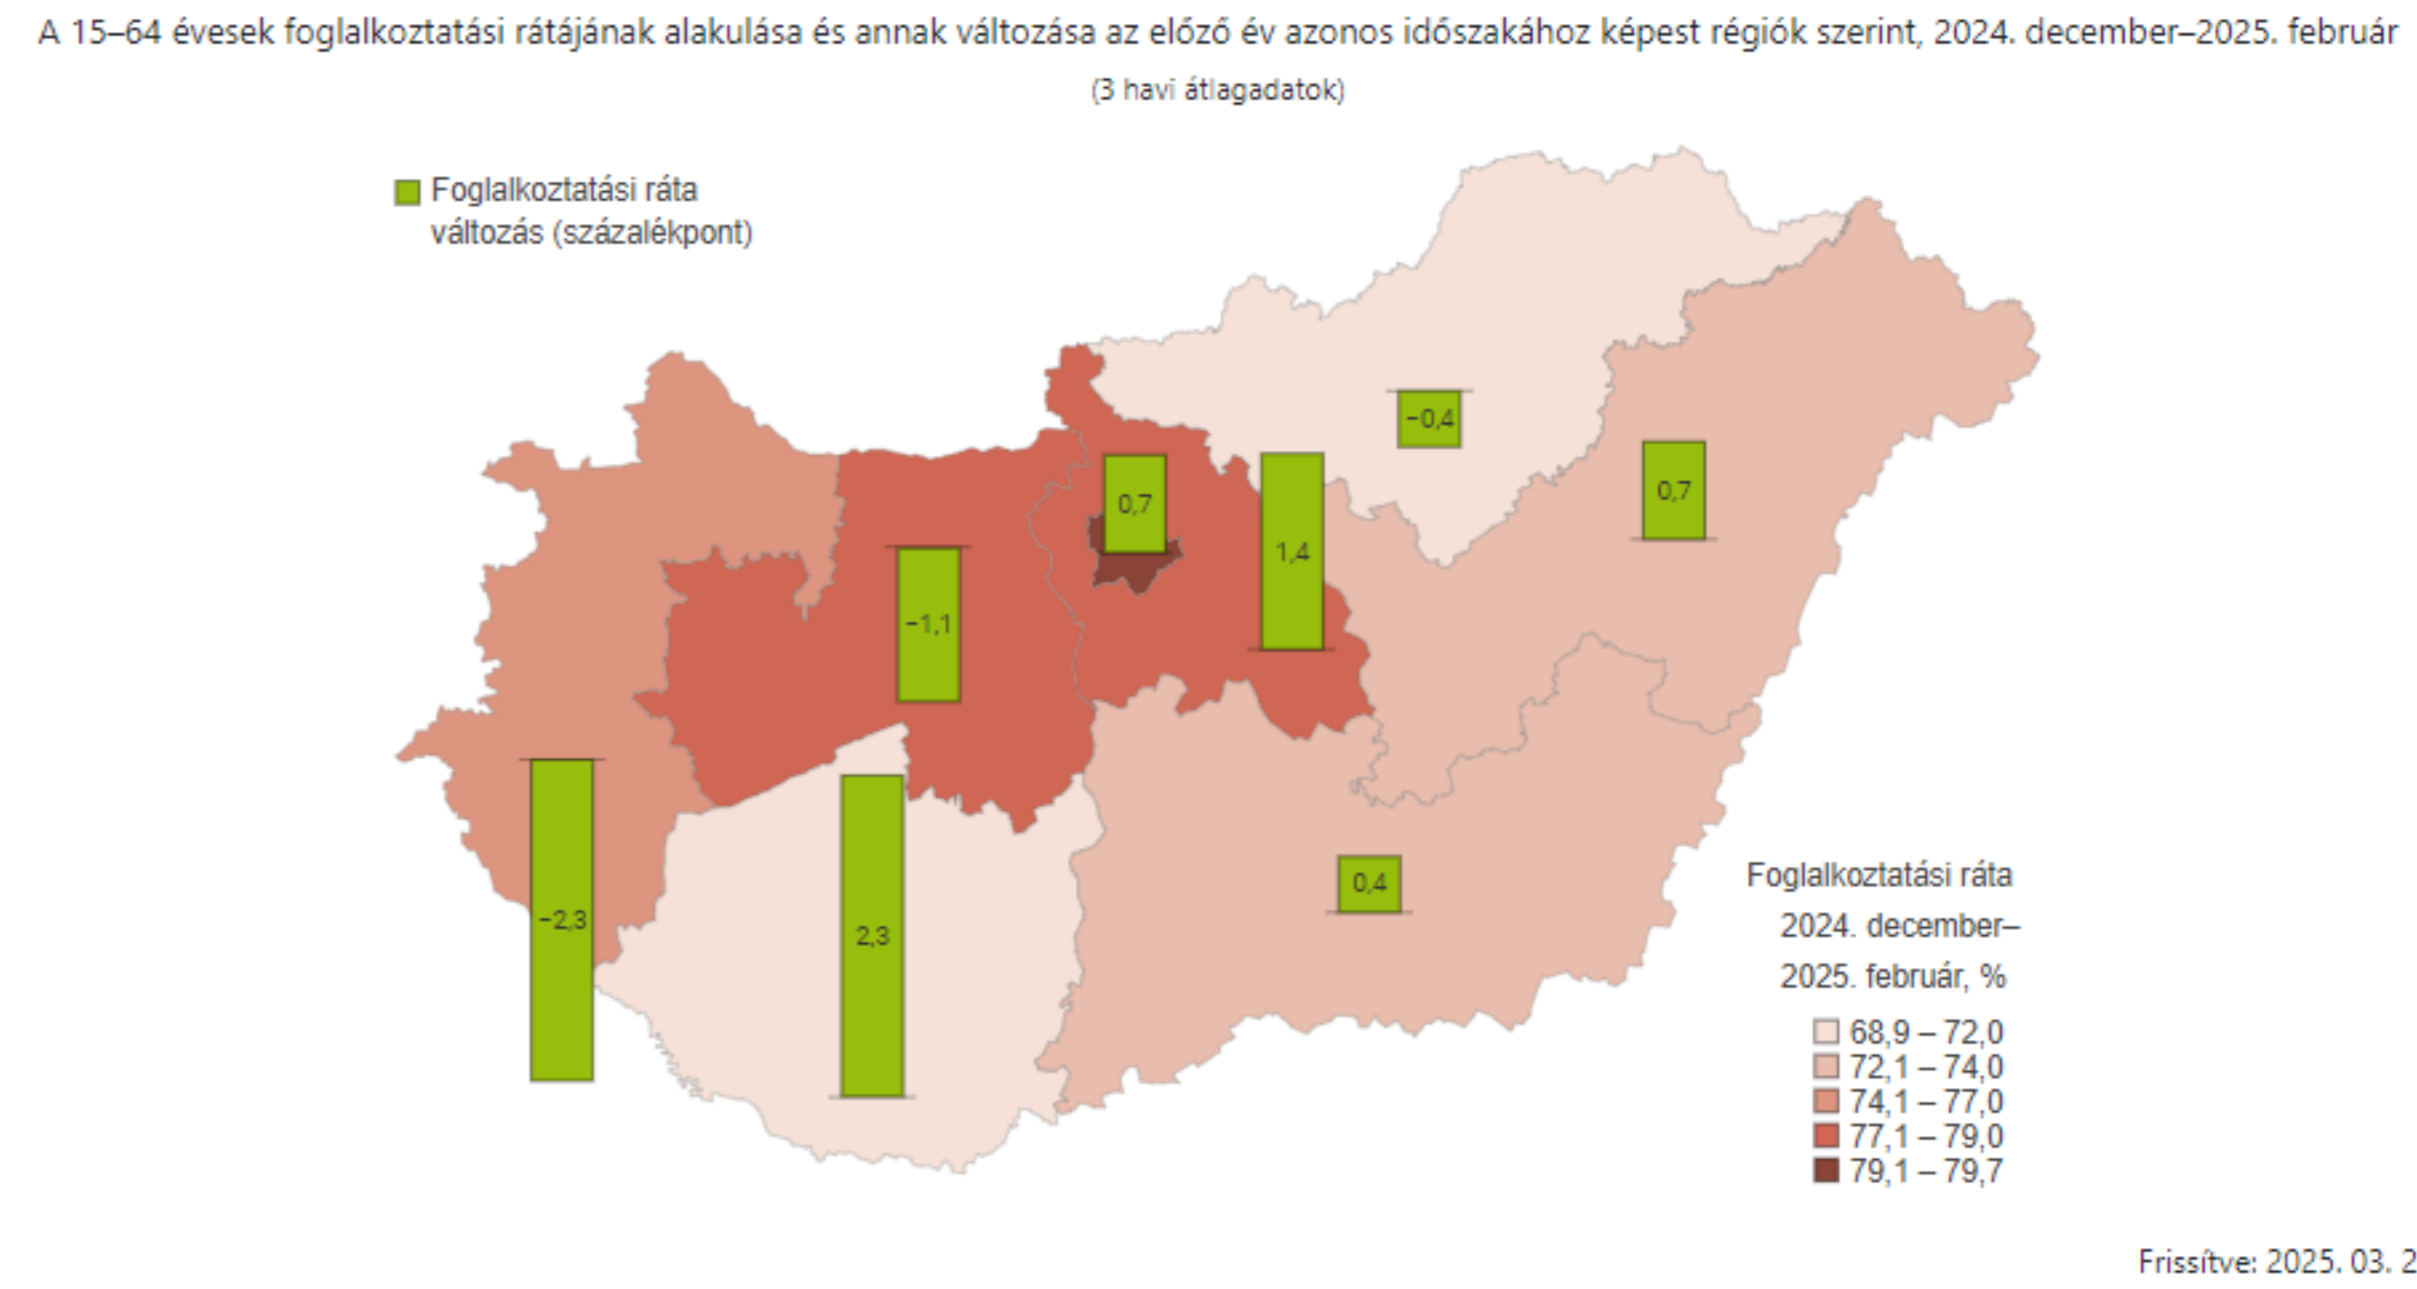 A 15–64 évesek foglalkoztatási rátájának alakulása és annak változása az előző év azonos időszakához képest régiók szerint, 2024. december–2025. február
(3 havi átlagadatok)
Foglalkoztatási ráta
változás (százalékpont)
−0,4
0,7
0,7
1,4
−1,1
−2,3
2,3
0,4
Foglalkoztatási ráta
2024. december–
2025. február, %
68,9 – 72,0
72,1 – 74,0
74,1 – 77,0
77,1 – 79,0
79,1 – 79,7
Frissítve: 2025. 03. 2